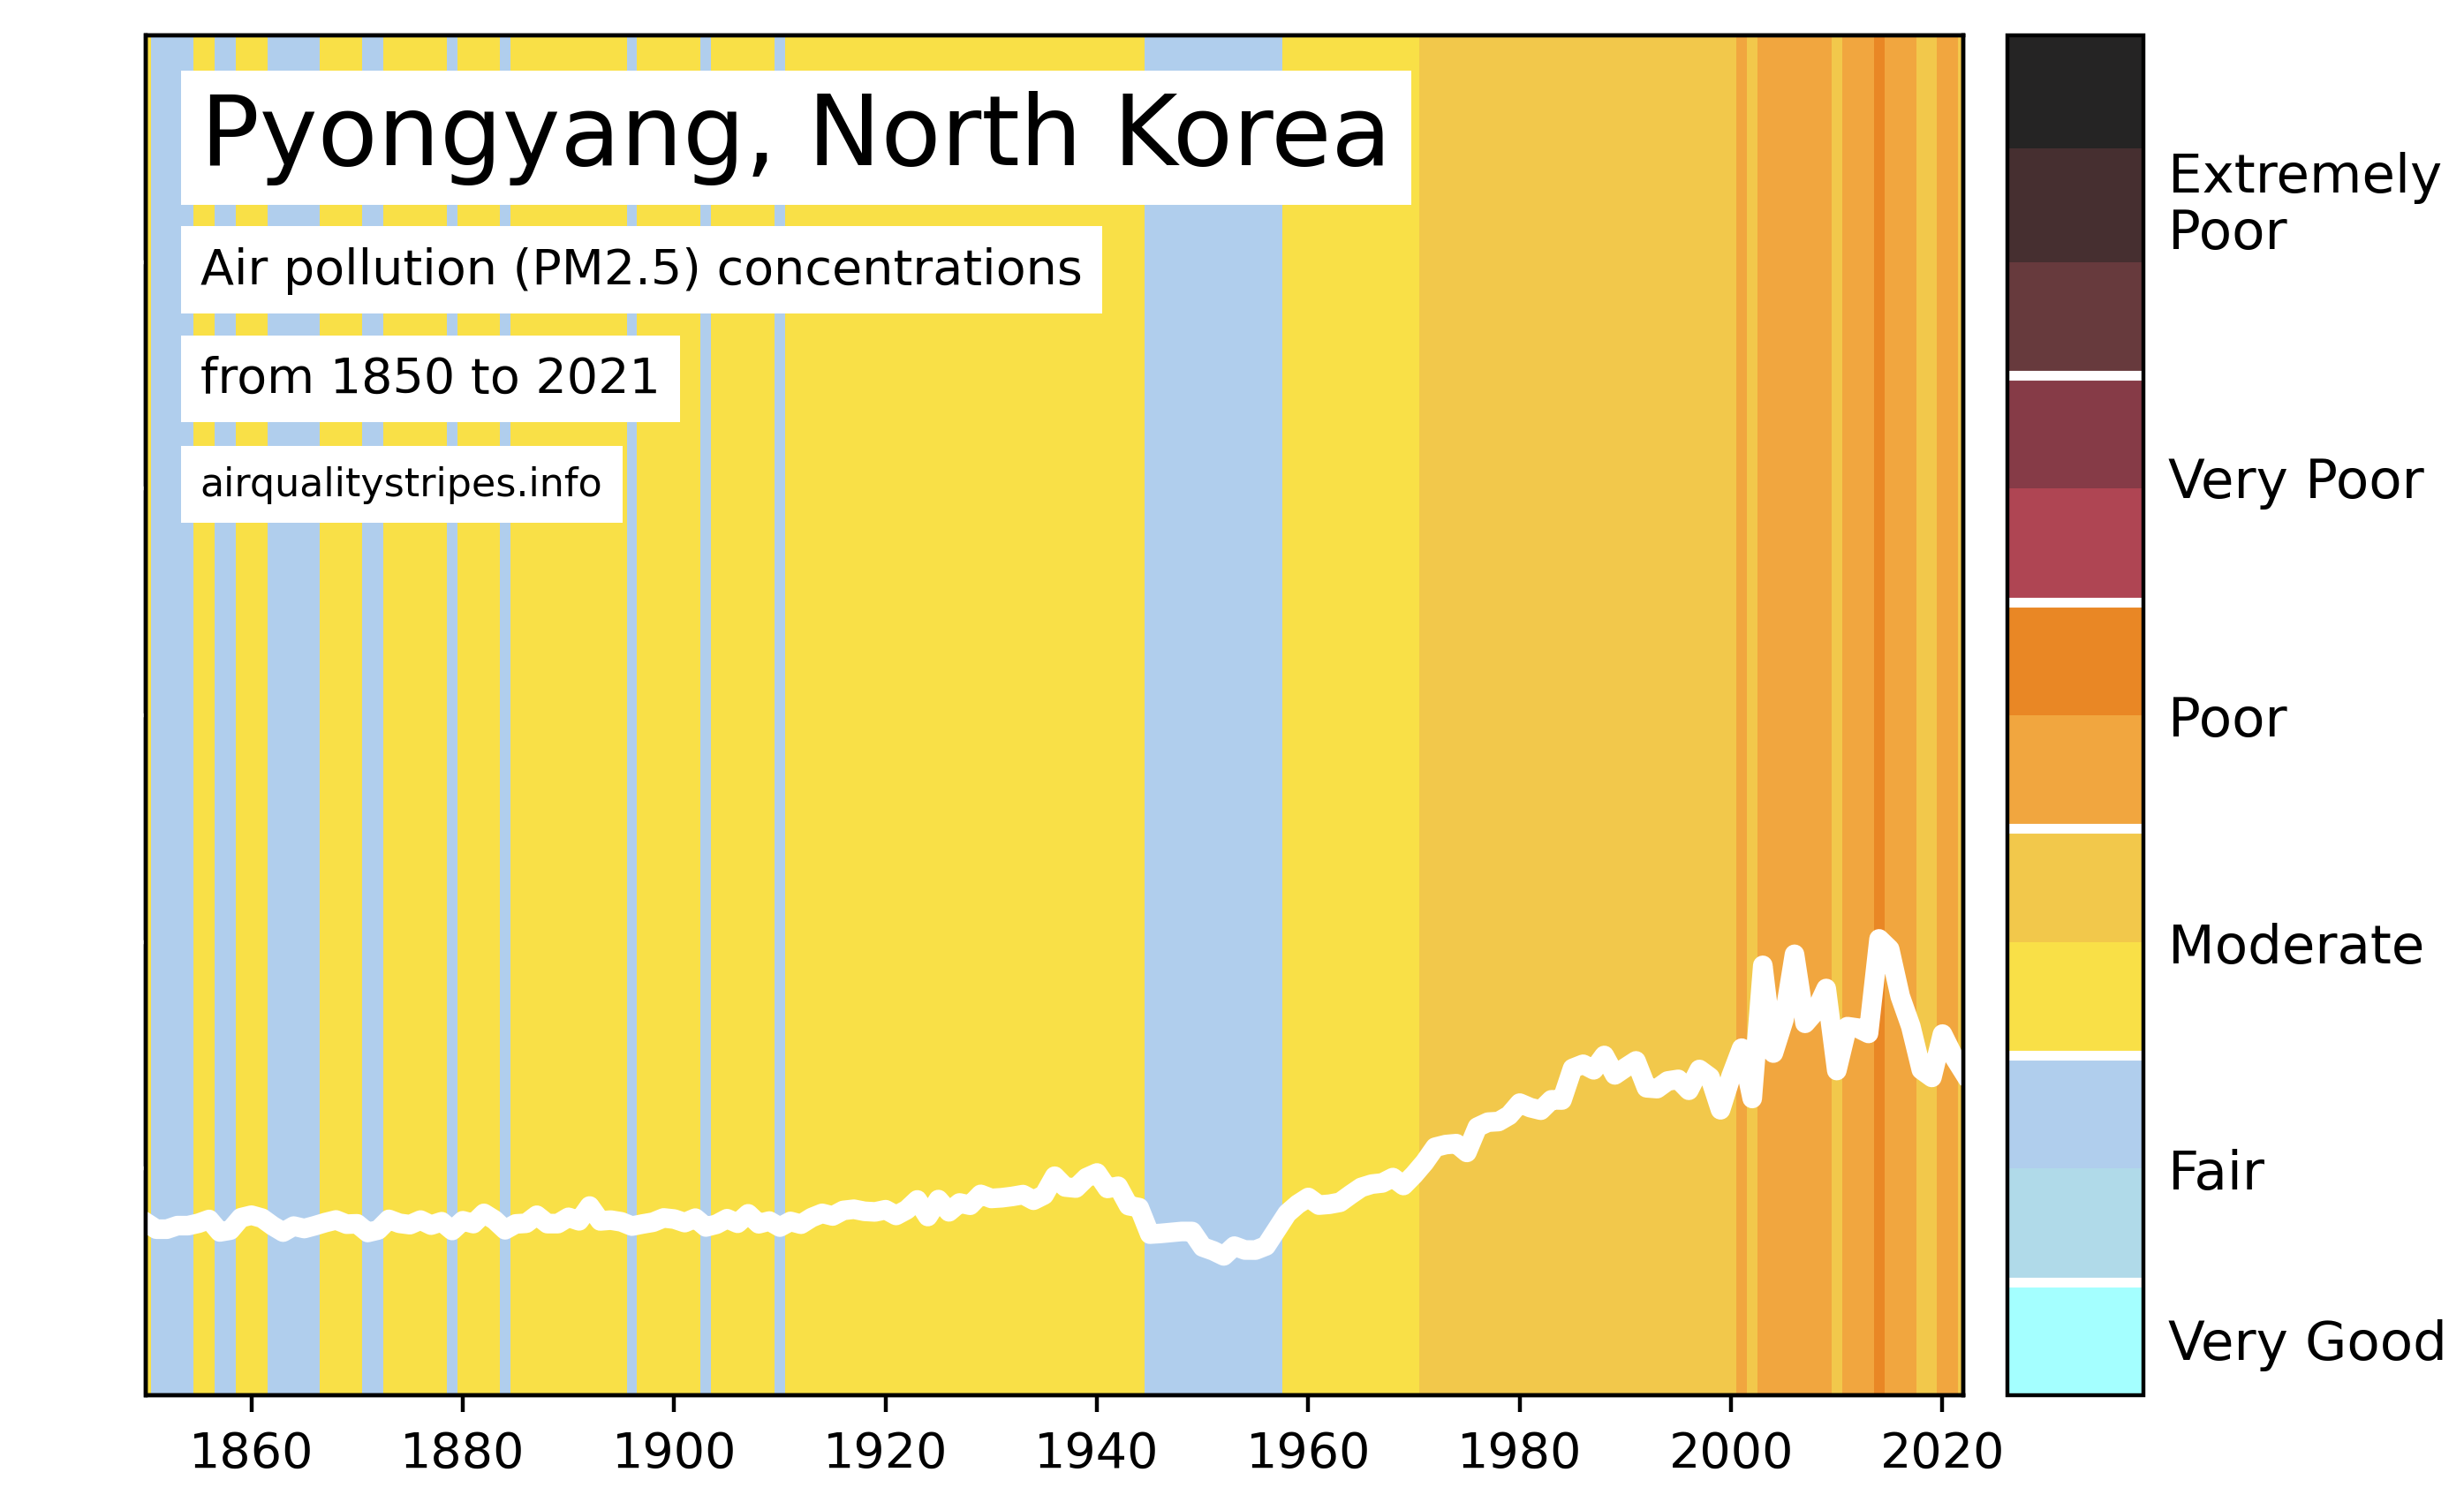 Pyongyang, North Korea
Air pollution (PM2.5) concentrations
from 1850 to 2021
airqualitystripes.info
Extremely
Poor
Very Poor
Poor
Moderate
Fair
Very Good
1860 1880 1900 1920 1940 1960 1980 2000 2020